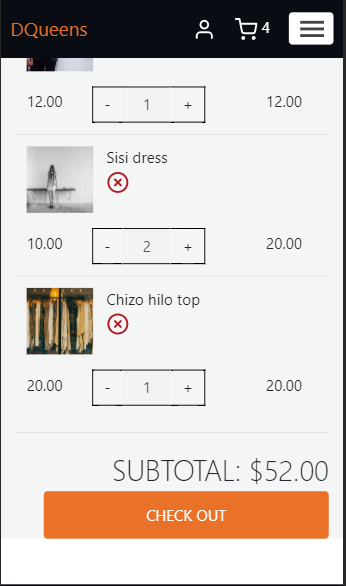 DQueens 4
12.00 - 1 + 12.00
Sisi dress
10.00 - 2 + 20.00
Chizo hilo top
20.00 - 1 + 20.00
SUBTOTAL: $52.00
CHECK OUT